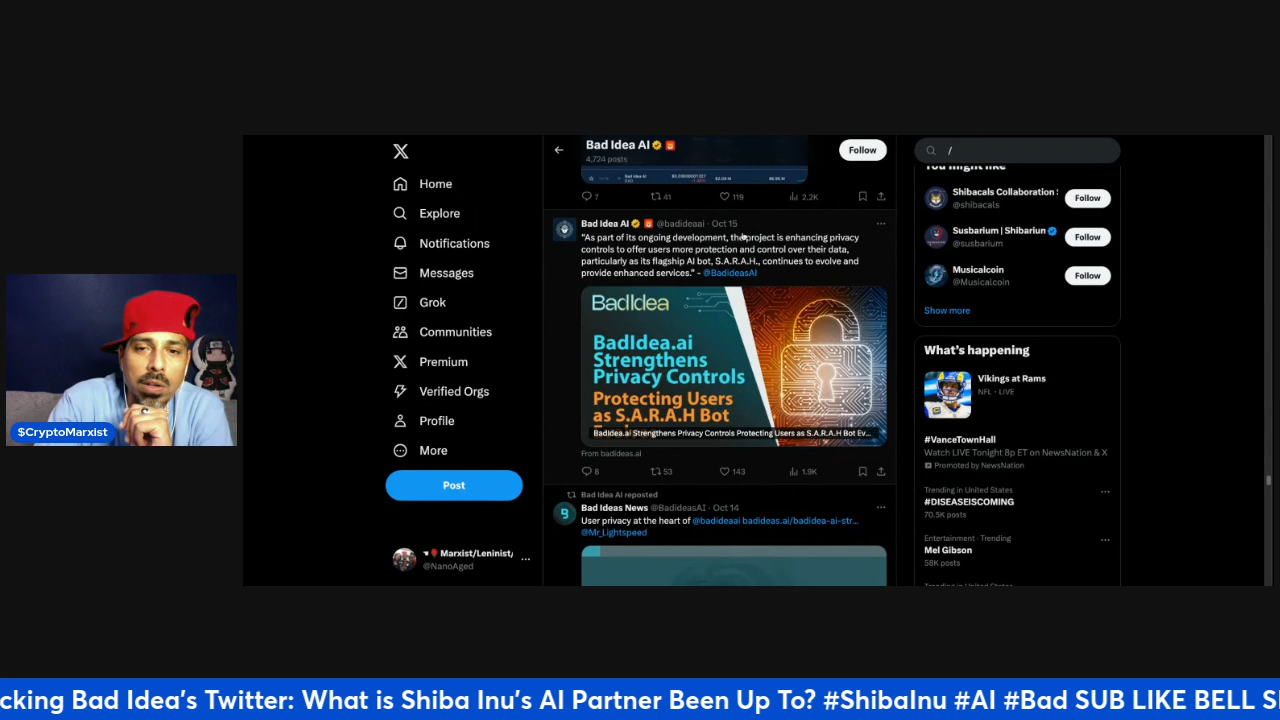 Home
Explore
Notifications
Messages
Grok
Communities
Premium
Verified Orgs
Profile
More
Post
Marxist/Leninist/
@NanoAged
$CryptoMarxist
Bad Idea AI
4,724 posts
Follow
7 41 119 2.2K
Bad Idea AI @badideaai · Oct 15
"As part of its ongoing development, the project is enhancing privacy
controls to offer users more protection and control over their data,
particularly as its flagship AI bot, S.A.R.A.H., continues to evolve and
provide enhanced services." - @BadIdeasAI
BadIdea
BadIdea.ai
Strengthens
Privacy Controls
Protecting Users
as S.A.R.A.H Bot
BadIdea.ai Strengthens Privacy Controls Protecting Users as S.A.R.A.H Bot Ev...
From badideas.ai
8 53 143 1.9K
Bad Idea AI reposted
Bad Ideas News @BadideasAI · Oct 14
User privacy at the heart of @badideaai badideas.ai/badidea-ai-str...
@Mr_Lightspeed
/
You might like
Shibacals Collaboration
@shibacals
Follow
Susbarium | Shibariun
@susbarium
Follow
Musicalcoin
@Musicalcoin
Follow
Show more
What's happening
Vikings at Rams
NFL · LIVE
#VanceTownHall
Watch LIVE Tonight 8p ET on NewsNation & X
Promoted by NewsNation
Trending in United States
#DISEASEISCOMING
70.5K posts
Entertainment · Trending
Mel Gibson
58K posts
Trending in United States
cking Bad Idea's Twitter: What is Shiba Inu's AI Partner Been Up To? #ShibaInu #AI #Bad SUB LIKE BELL S